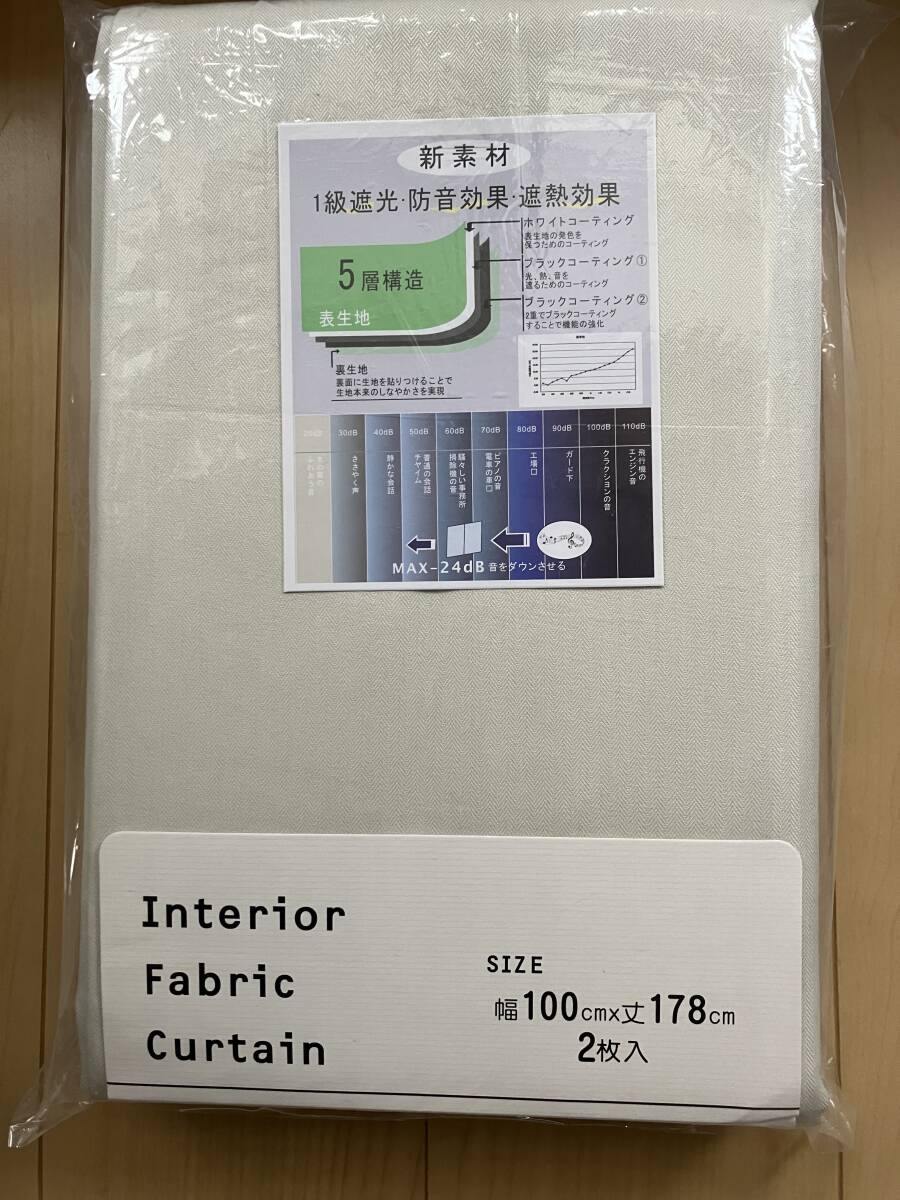 新素材
1級遮光･防音効果･遮熱効果
ホワイトコーティング
表生地の発色を
保つためのコーティング
ブラックコーティング①
光、熱、音を
遮るためのコーティング
ブラックコーティング②
2重でブラックコーティング
することで機能の強化
5層構造
表生地
裏生地
裏面に生地を貼りつけることで
生地本来のしなやかさを実現
20dB 30dB 40dB 50dB 60dB 70dB 80dB 90dB 100dB 110dB
ささやく声
静かな会話
普通の会話
チャイム
騒々しい事務所
掃除機の音
ピアノの音
ガード下
クラクションの音
飛行機の
エンジン音
MAX-24dB音をダウンさせる
Interior
Fabric
Curtain
SIZE
幅100cmx丈178cm
2枚入